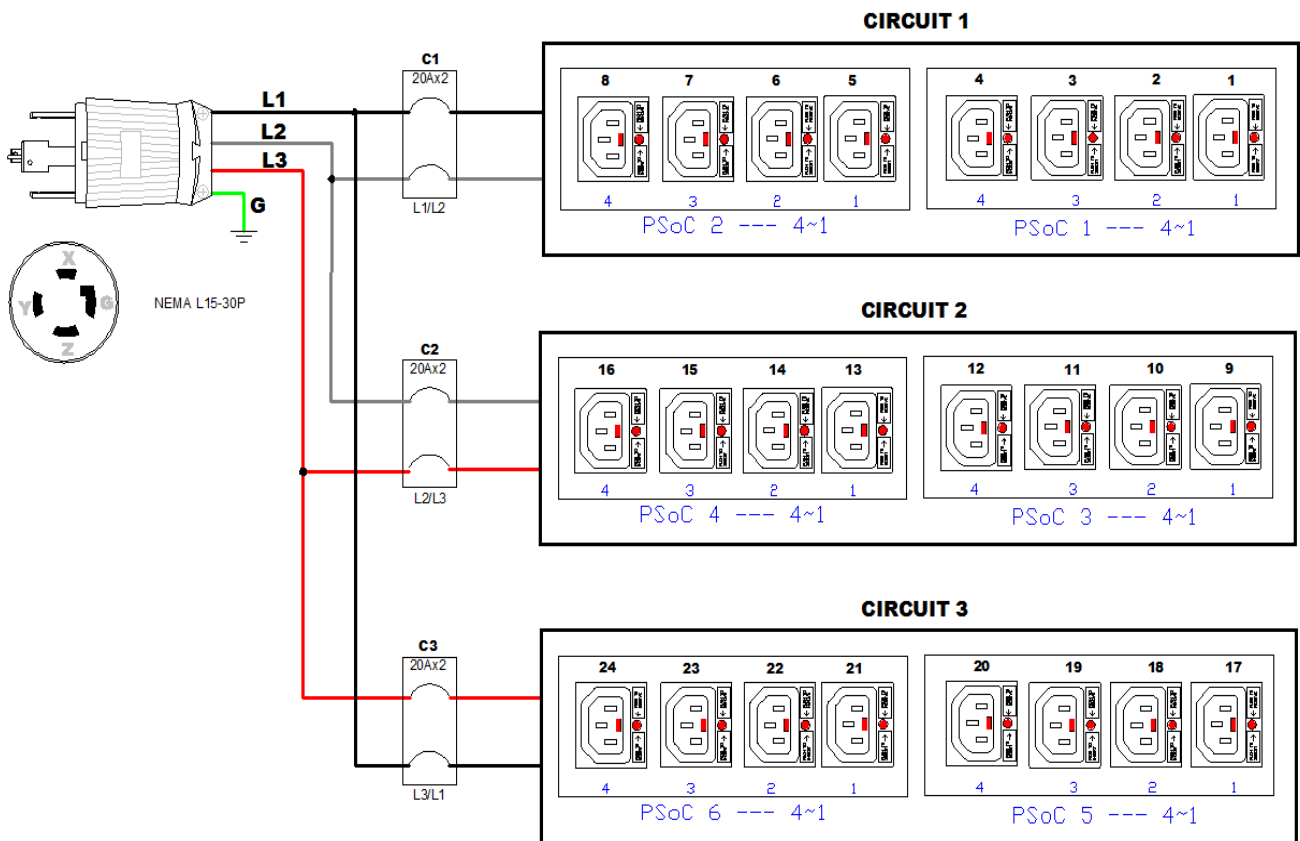 CIRCUIT 1
C1
20Ax2
L1
L2
L3
G
L1/L2
8 7 6 5
4 3 2 1
4 3 2 1
4 3 2 1
PSoC 2 --- 4~1
PSoC 1 --- 4~1
X
Y
G
Z
NEMA L15-30P
CIRCUIT 2
C2
20Ax2
L2/L3
16 15 14 13
12 11 10 9
4 3 2 1
4 3 2 1
PSoC 4 --- 4~1
PSoC 3 --- 4~1
CIRCUIT 3
C3
20Ax2
L3/L1
24 23 22 21
20 19 18 17
4 3 2 1
4 3 2 1
PSoC 6 --- 4~1
PSoC 5 --- 4~1